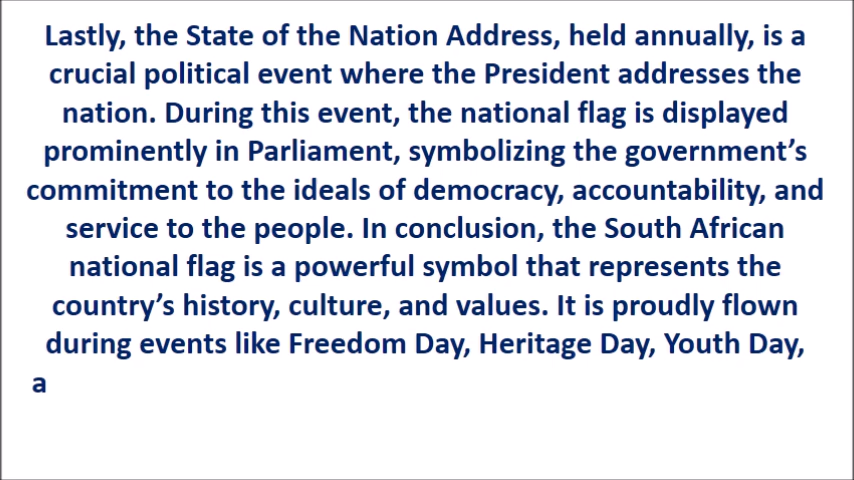 Lastly, the State of the Nation Address, held annually, is a
crucial political event where the President addresses the
nation. During this event, the national flag is displayed
prominently in Parliament, symbolizing the government’s
commitment to the ideals of democracy, accountability, and
service to the people. In conclusion, the South African
national flag is a powerful symbol that represents the
country’s history, culture, and values. It is proudly flown
during events like Freedom Day, Heritage Day, Youth Day,
a